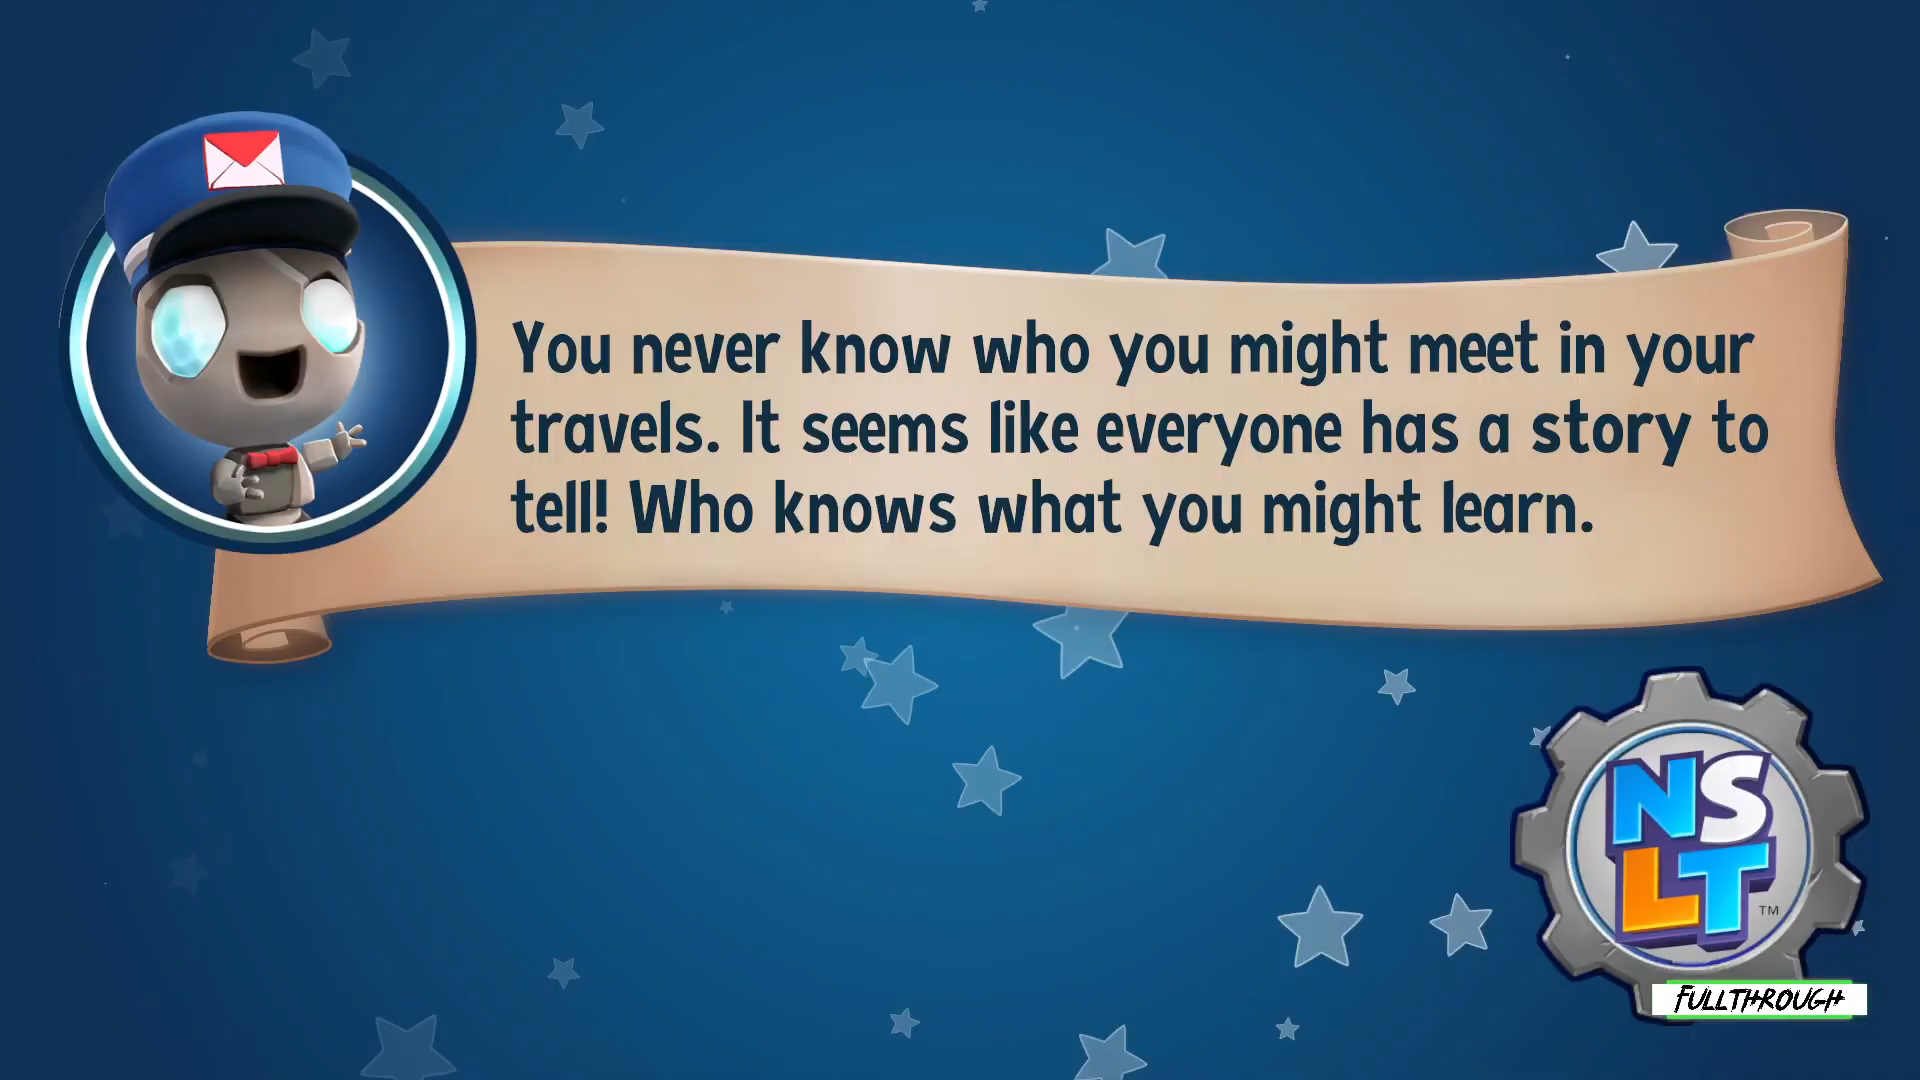 You never know who you might meet in your
travels. It seems like everyone has a story to
tell! Who knows what you might learn.
NS
LT
TM
FULLTHROUGH